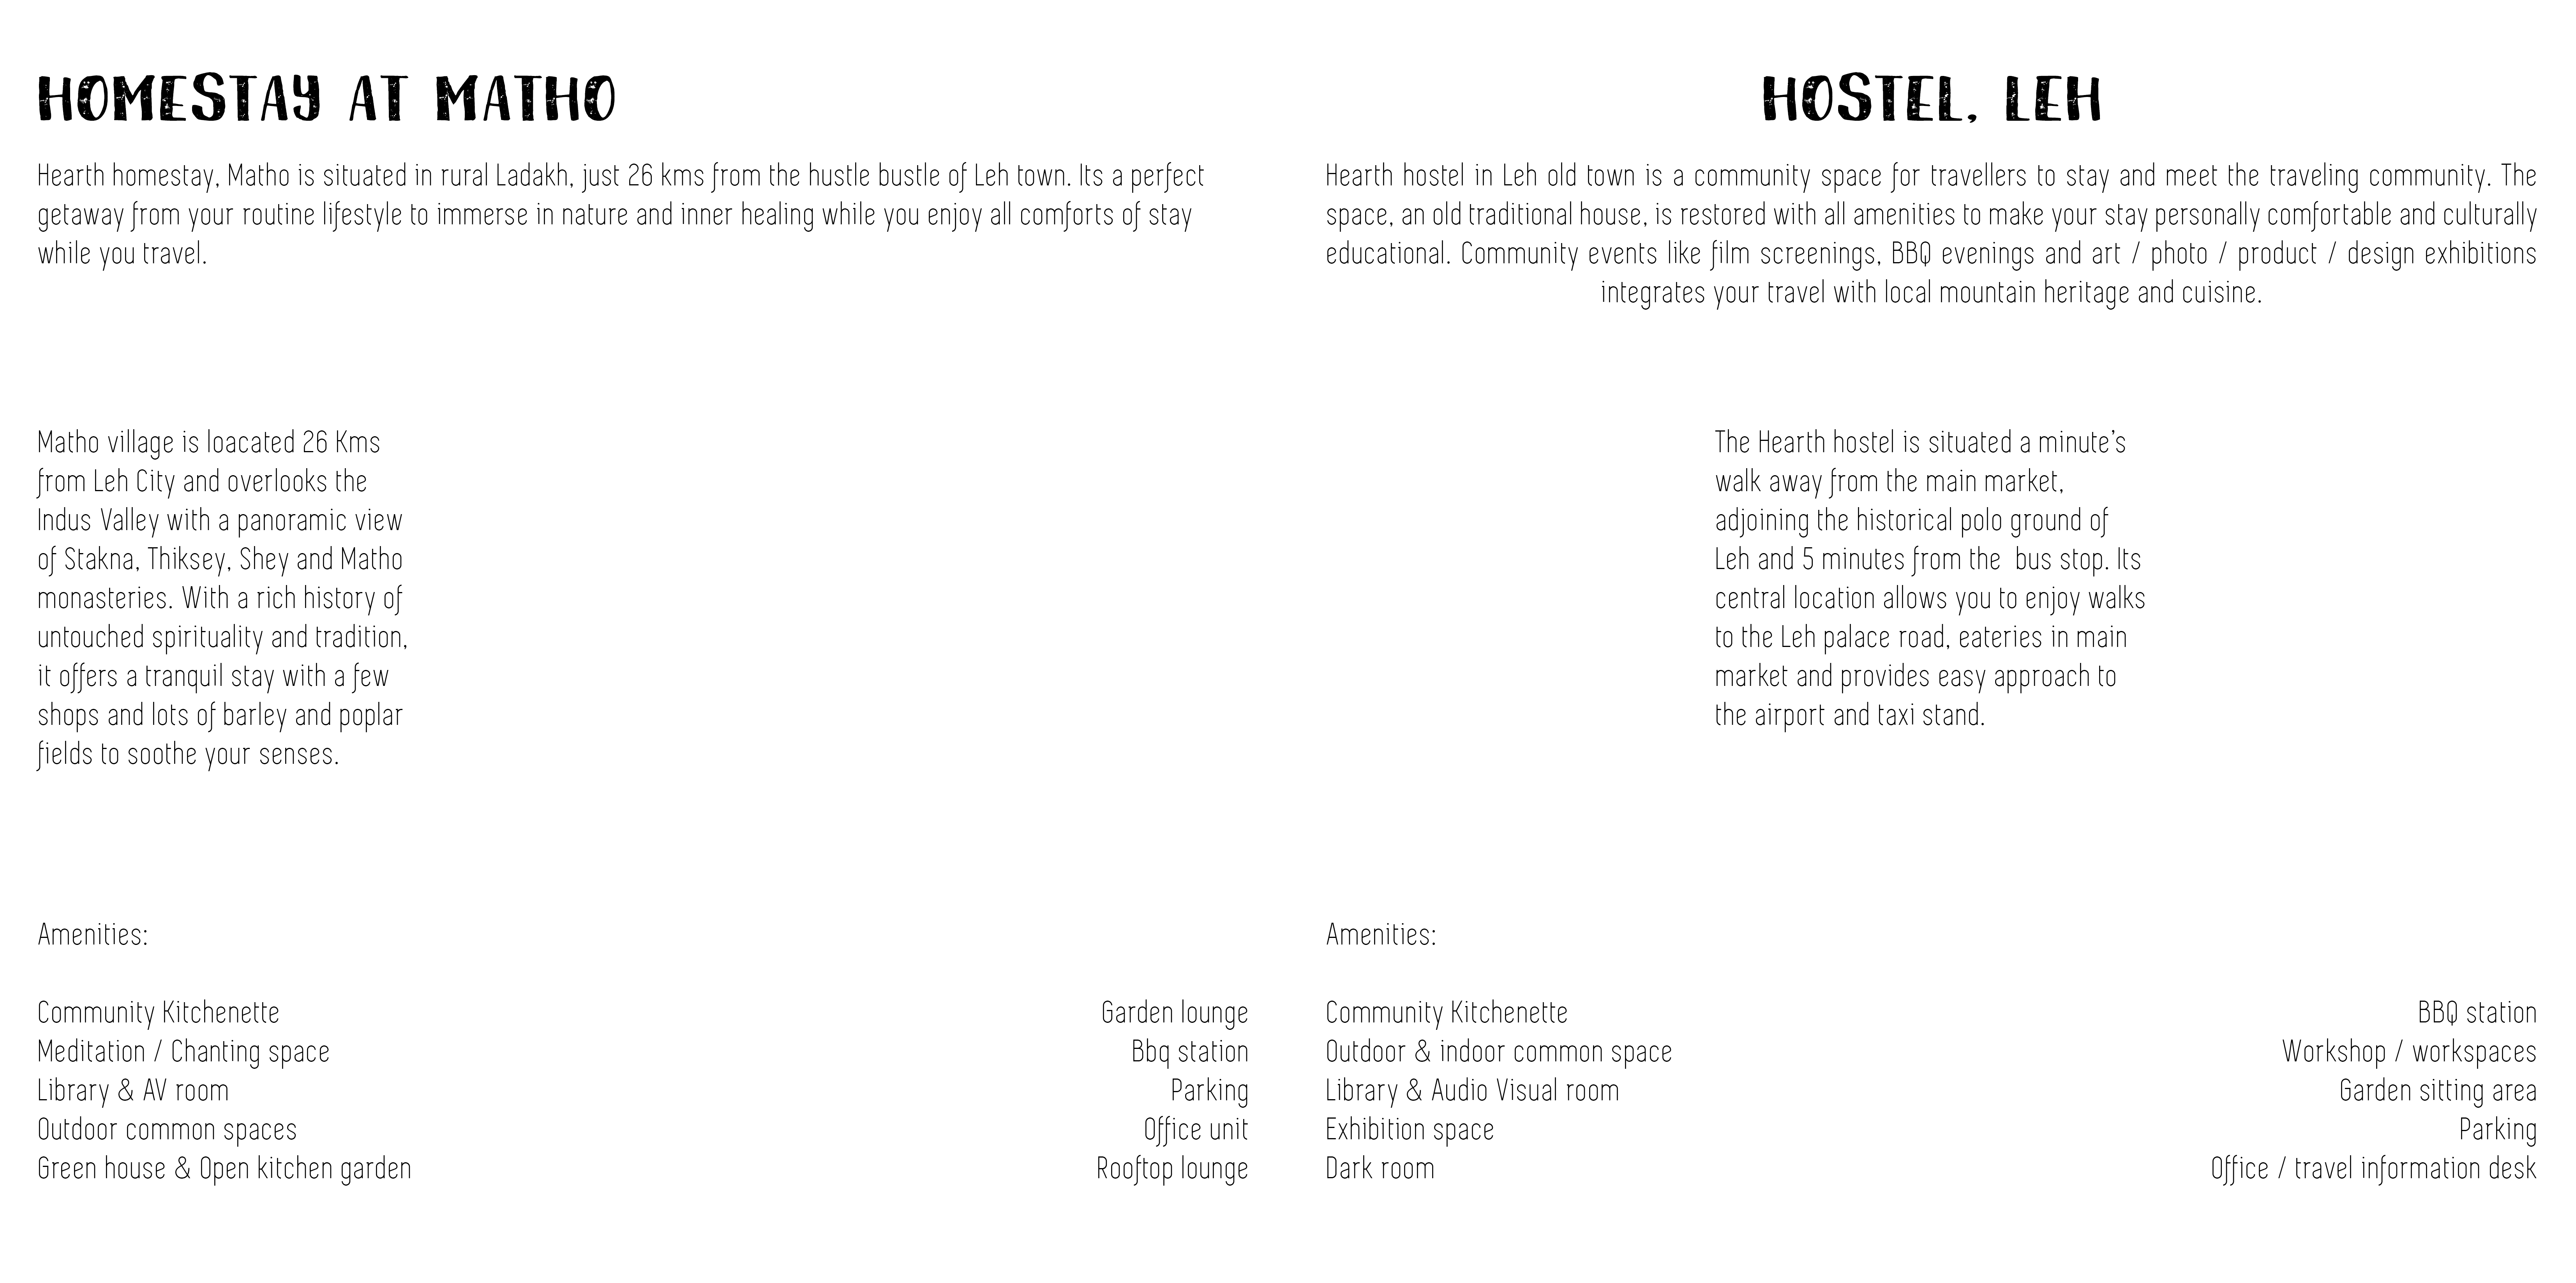 HOMESTAY AT MATHO
Hearth homestay, Matho is situated in rural Ladakh, just 26 kms from the hustle bustle of Leh town. Its a perfect
getaway from your routine lifestyle to immerse in nature and inner healing while you enjoy all comforts of stay
while you travel.
Matho village is loacated 26 Kms
from Leh City and overlooks the
Indus Valley with a panoramic view
of Stakna, Thiksey, Shey and Matho
monasteries. With a rich history of
untouched spirituality and tradition,
it offers a tranquil stay with a few
shops and lots of barley and poplar
fields to soothe your senses.
Amenities:
Community Kitchenette
Meditation / Chanting space
Library & AV room
Outdoor common spaces
Green house & Open kitchen garden
Garden lounge
Bbq station
Parking
Office unit
Rooftop lounge
HOSTEL, LEH
Hearth hostel in Leh old town is a community space for travellers to stay and meet the traveling community. The
space, an old traditional house, is restored with all amenities to make your stay personally comfortable and culturally
educational. Community events like film screenings, BBQ evenings and art / photo / product / design exhibitions
integrates your travel with local mountain heritage and cuisine.
The Hearth hostel is situated a minute's
walk away from the main market,
adjoining the historical polo ground of
Leh and 5 minutes from the  bus stop. Its
central location allows you to enjoy walks
to the Leh palace road, eateries in main
market and provides easy approach to
the airport and taxi stand.
Amenities:
Community Kitchenette
Outdoor & indoor common space
Library & Audio Visual room
Exhibition space
Dark room
BBQ station
Workshop / workspaces
Garden sitting area
Parking
Office / travel information desk